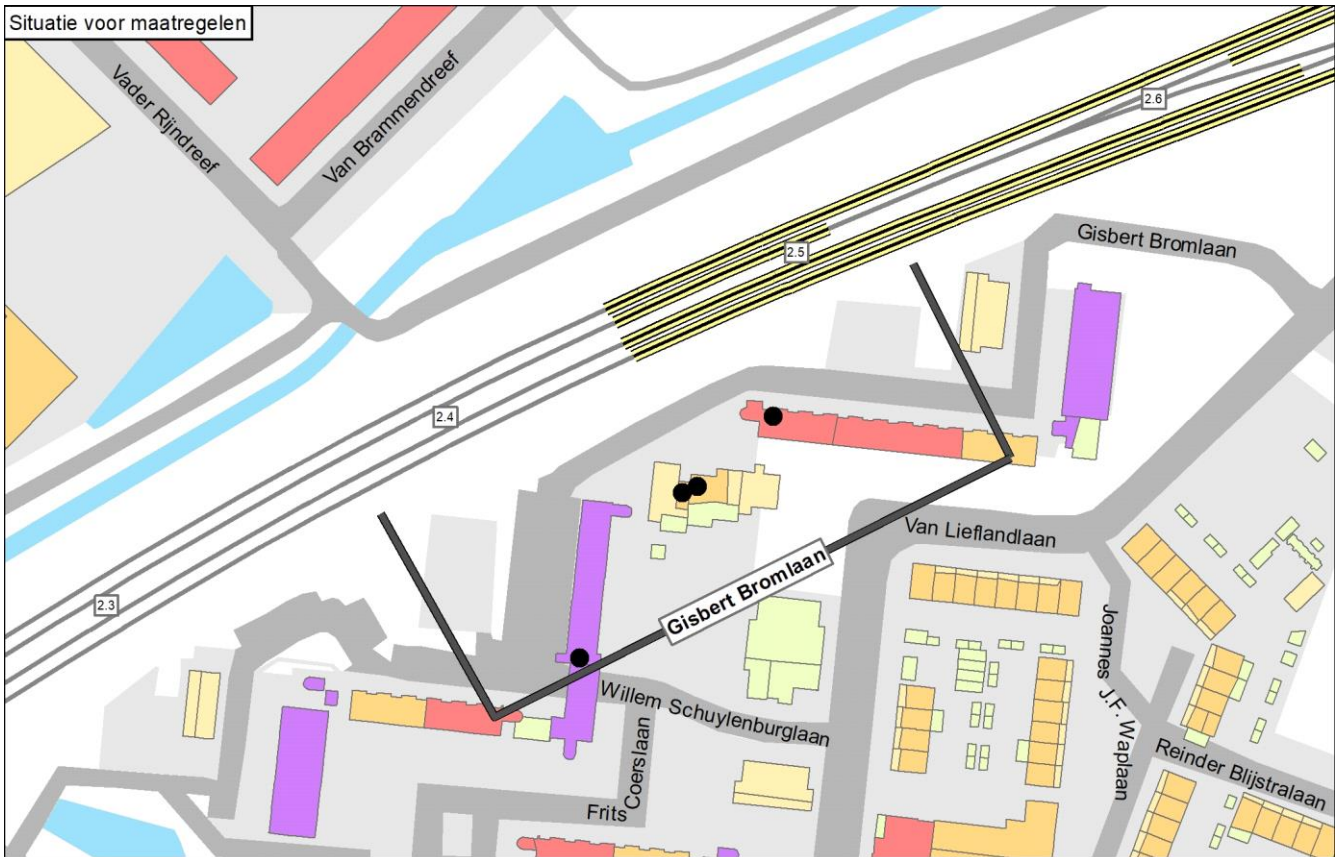 Situatie voor maatregelen
Vader Rijndreef
Van Brammendreef
2.6
Gisbert Bromlaan
2.5
2.4
Van Lieflandlaan
Gisbert Bromlaan
2.3
Joannes J.F. Waplaan
Willem Schuylenburglaan
Reinder Blijstralaan
Frits Coerslaan